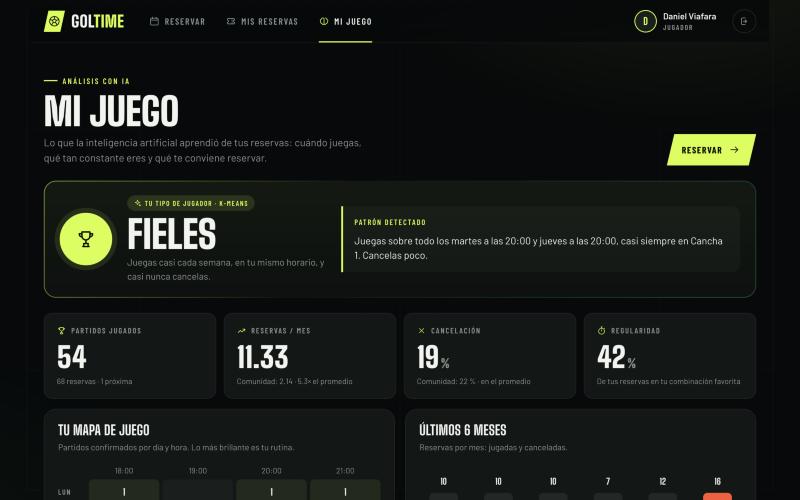 GOLTIME
RESERVAR
MIS RESERVAS
MI JUEGO
D
Daniel Viafara
JUGADOR
ANÁLISIS CON IA
MI JUEGO
Lo que la inteligencia artificial aprendió de tus reservas: cuándo juegas,
qué tan constante eres y qué te conviene reservar.
RESERVAR →
TU TIPO DE JUGADOR · K-MEANS
FIELES
Juegas casi cada semana, en tu mismo horario, y
casi nunca cancelas.
PATRÓN DETECTADO
Juegas sobre todo los martes a las 20:00 y jueves a las 20:00, casi siempre en Cancha
1. Cancelas poco.
PARTIDOS JUGADOS
54
68 reservas · 1 próxima
RESERVAS / MES
11.33
Comunidad: 2.14 · 5.3× el promedio
CANCELACIÓN
19%
Comunidad: 22 % · en el promedio
REGULARIDAD
42%
De tus reservas en tu combinación favorita
TU MAPA DE JUEGO
Partidos confirmados por día y hora. Lo más brillante es tu rutina.
18:00 19:00 20:00 21:00
LUN 1 1 1
ÚLTIMOS 6 MESES
Reservas por mes: jugadas y canceladas.
10 10 10 7 12 16